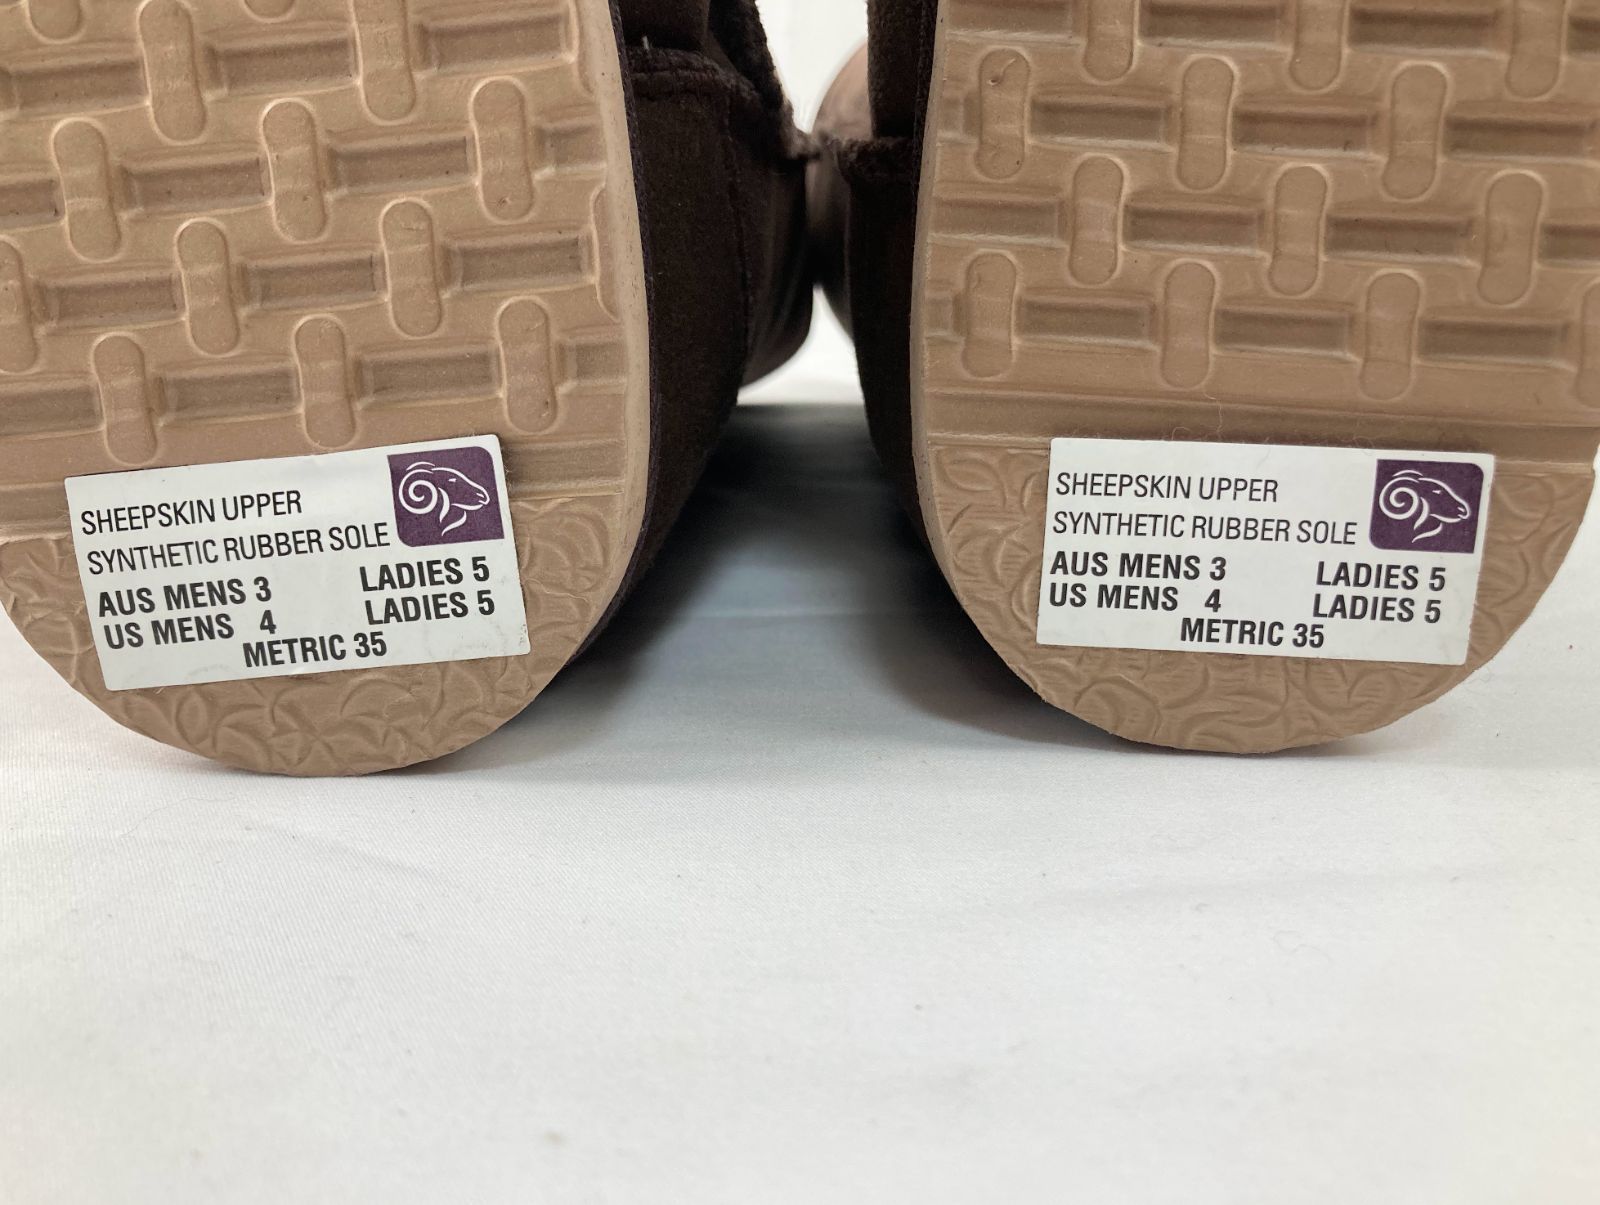 SHEEPSKIN UPPER
SYNTHETIC RUBBER SOLE
AUS MENS 3 LADIES 5
US MENS 4 LADIES 5
METRIC 35
SHEEPSKIN UPPER
SYNTHETIC RUBBER SOLE
AUS MENS 3 LADIES 5
US MENS 4 LADIES 5
METRIC 35